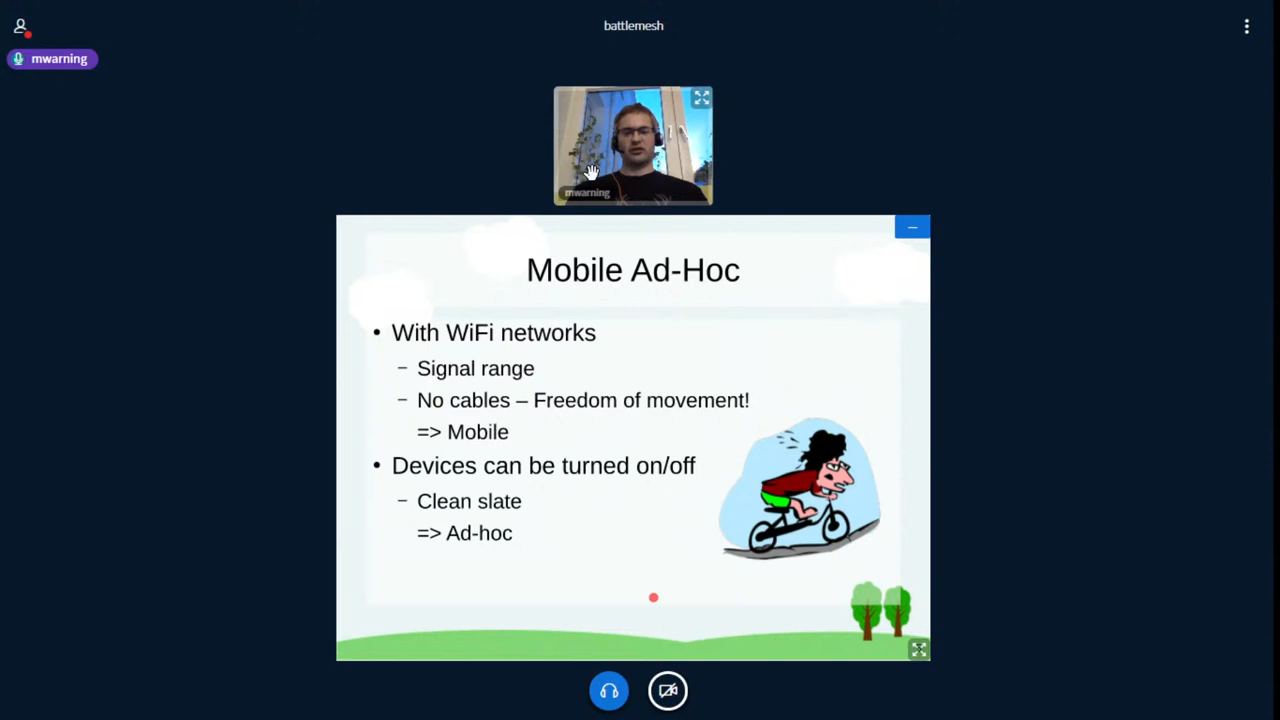 battlemesh
mwarning
mwarning
Mobile Ad-Hoc
• With WiFi networks
– Signal range
– No cables – Freedom of movement!
=> Mobile
• Devices can be turned on/off
– Clean slate
=> Ad-hoc